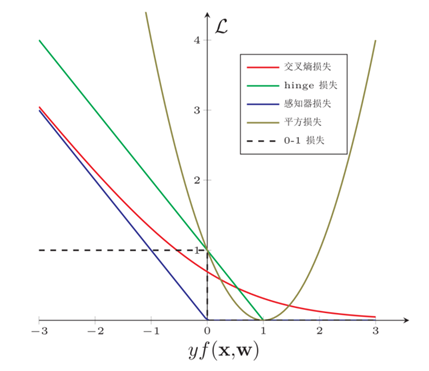 ℒ
4
3
2
1
交叉熵损失
hinge 损失
感知器损失
平方损失
0-1 损失
−3 −2 −1 0 1 2 3
yf(x,w)